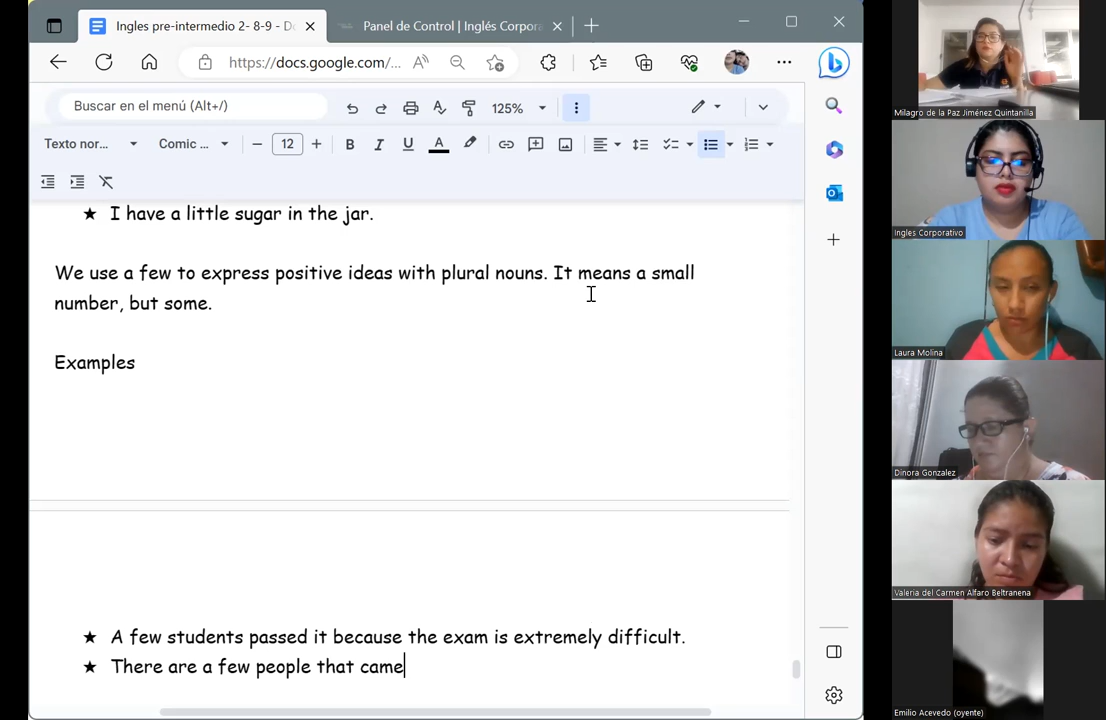 Ingles pre-intermedio 2- 8-9 - Do
Panel de Control | Inglés Corpora
https://docs.google.com/...
Buscar en el menú (Alt+/)
125%
Texto nor...
Comic ...
12
★ I have a little sugar in the jar.
We use a few to express positive ideas with plural nouns. It means a small
number, but some.
Examples
★ A few students passed it because the exam is extremely difficult.
★ There are a few people that came
Milagro de la Paz Jiménez Quintanilla
Ingles Corporativo
Laura Molina
Dinora Gonzalez
Valeria del Carmen Alfaro Beltranena
Emilio Acevedo (oyente)